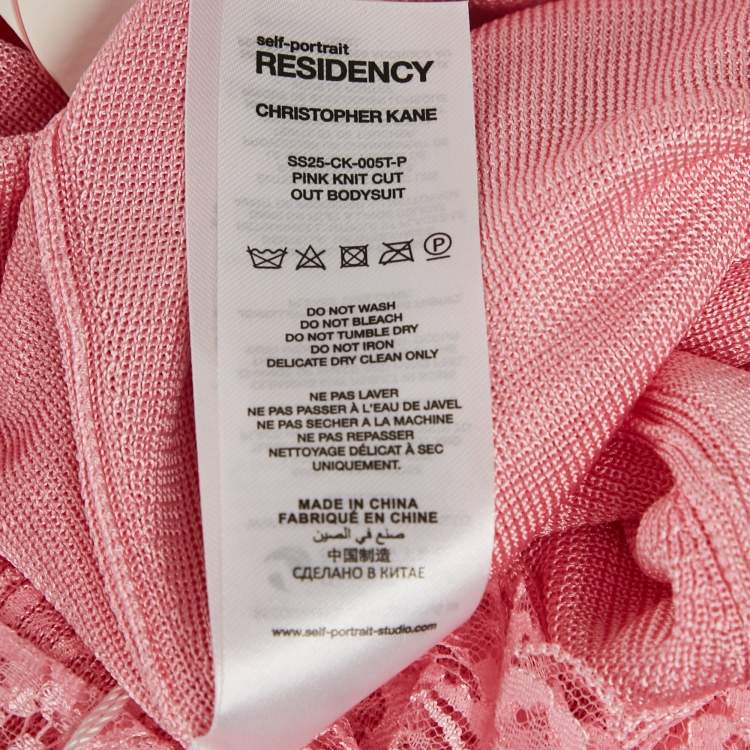 self-portrait
RESIDENCY
CHRISTOPHER KANE
SS25-CK-005T-P
PINK KNIT CUT
OUT BODYSUIT
P
DO NOT WASH
DO NOT BLEACH
DO NOT TUMBLE DRY
DO NOT IRON
DELICATE DRY CLEAN ONLY
NE PAS LAVER
NE PAS PASSER À L'EAU DE JAVEL
NE PAS SECHER A LA MACHINE
NE PAS REPASSER
NETTOYAGE DÉLICAT À SEC
UNIQUEMENT.
MADE IN CHINA
FABRIQUÉ EN CHINE
صنع في الصين
中国制造
СДЕЛАНО В КИТАЕ
www.self-portrait-studio.com